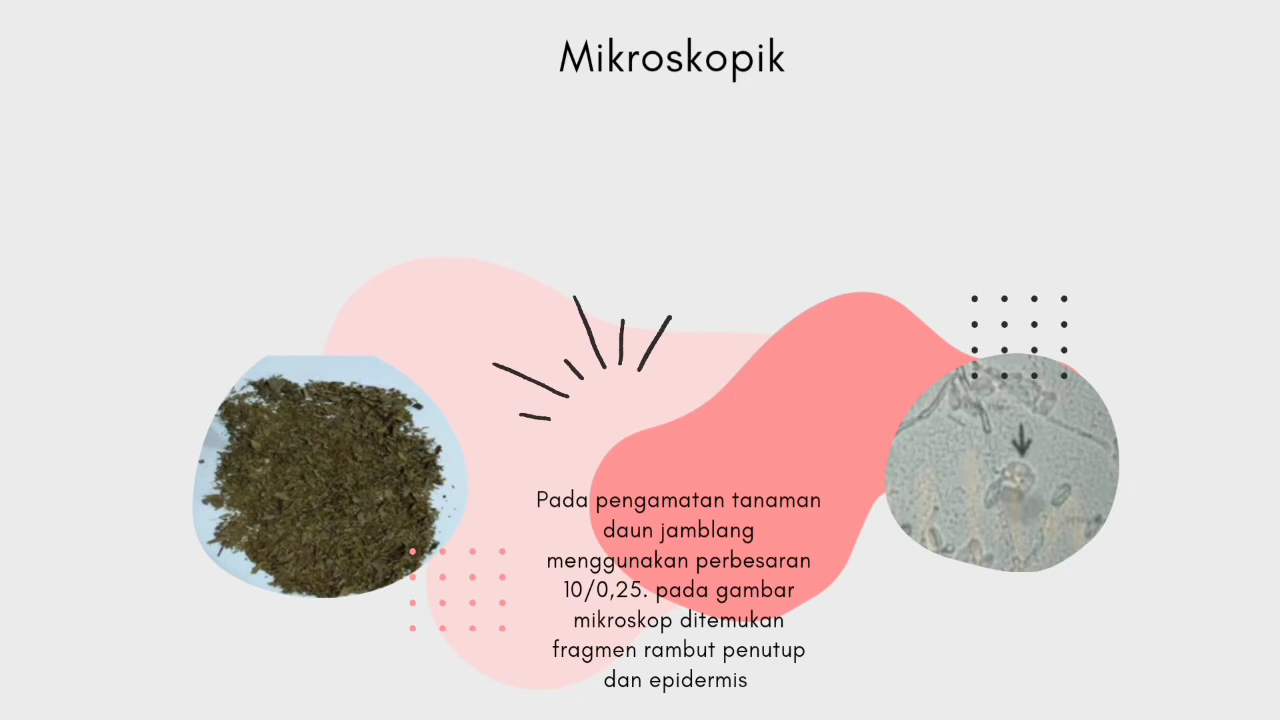 Mikroskopik
Pada pengamatan tanaman
daun jamblang
menggunakan perbesaran
10/0,25. pada gambar
mikroskop ditemukan
fragmen rambut penutup
dan epidermis